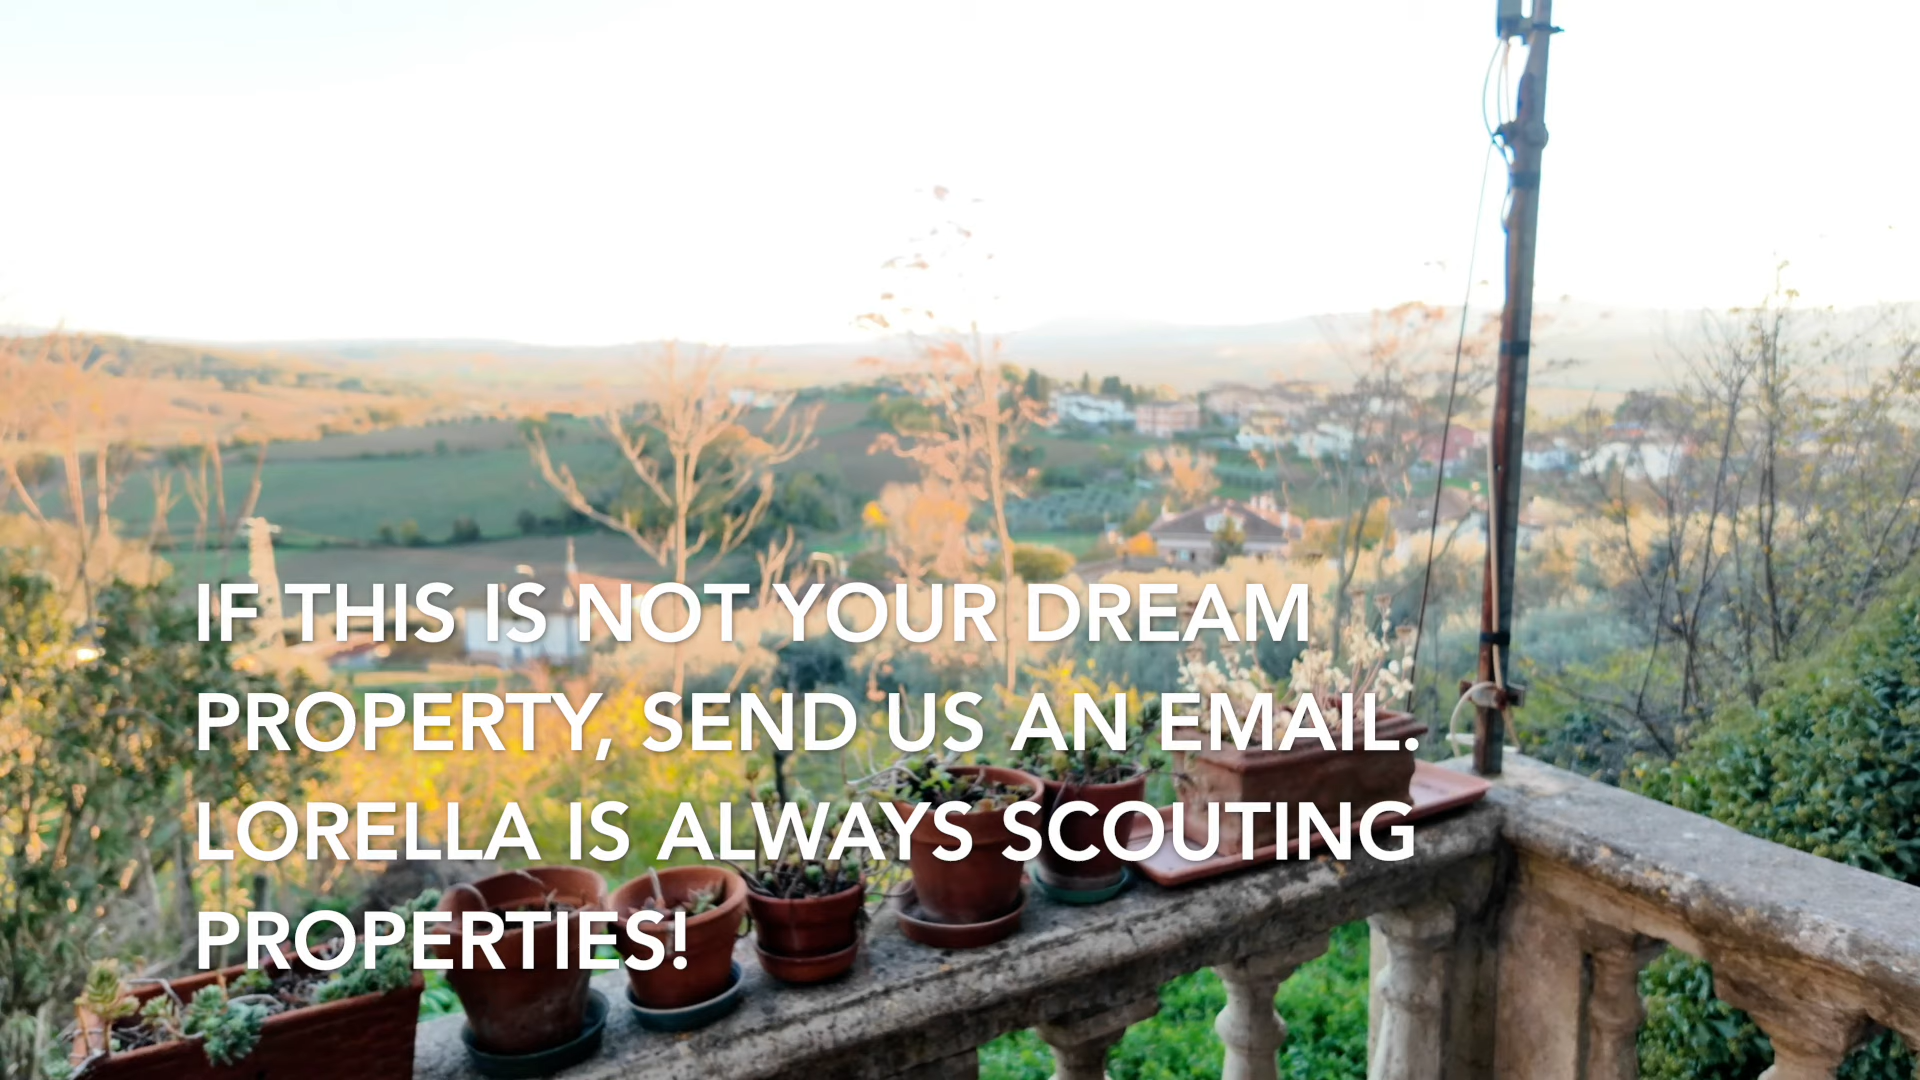 IF THIS IS NOT YOUR DREAM
PROPERTY, SEND US AN EMAIL.
LORELLA IS ALWAYS SCOUTING
PROPERTIES!